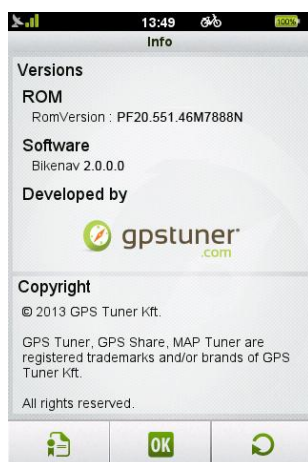 13:49
100%
Info
Versions
ROM
RomVersion : PF20.551.46M7888N
Software
Bikenav 2.0.0.0
Developed by
gpstuner
.com
Copyright
© 2013 GPS Tuner Kft.
GPS Tuner, GPS Share, MAP Tuner are
registered trademarks and/or brands of GPS
Tuner Kft.
All rights reserved.
OK